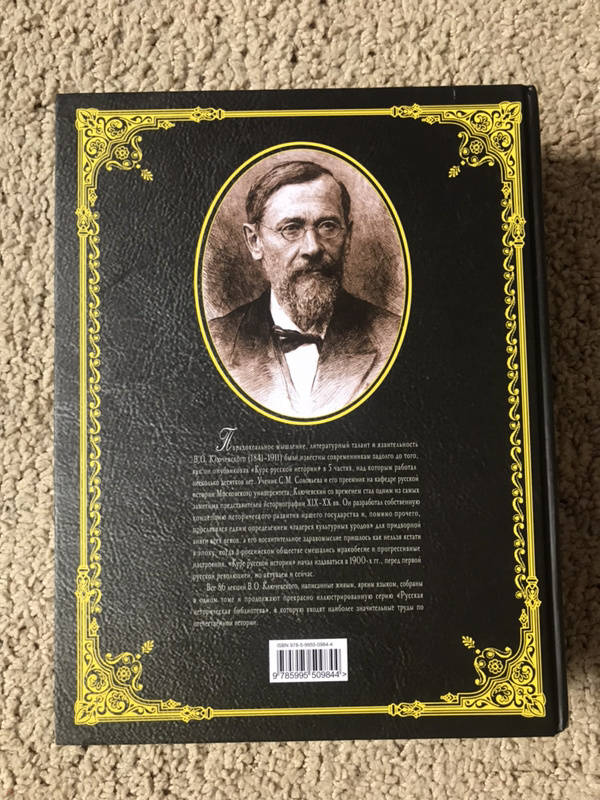 Парадоксальное мышление, литературный талант и язвительность
В.О. Ключевского (1841–1911) были известны современникам задолго до того,
как он опубликовал «Курс русской истории» в 5 частях, над которым работал
несколько десятков лет. Ученик С.М. Соловьева и его преемник на кафедре русской
истории Московского университета, Ключевский со временем стал одним из самых
заметных представителей историографии XIX–XX вв. Он разработал собственную
концепцию исторического развития нашего государства и, помимо прочего,
прославился едким определением «галерея культурных уродов» для придворной
книги всех веков, а его восхитительное здравомыслие пришлось как нельзя кстати
в эпоху, когда в российском обществе смешались мракобесие и прогрессивные
настроения. «Курс русской истории» начал издаваться в 1900-х гг., перед первой
русской революцией, но актуален и сейчас.
Все 86 лекций В.О. Ключевского, написанные живым, ярким языком, собраны
в одном томе и продолжают прекрасно иллюстрированную серию «Русская
историческая библиотека», в которую входят наиболее значительные труды по
отечественной истории.
ISBN 978-5-9955-0984-4
9 785995 509844 >